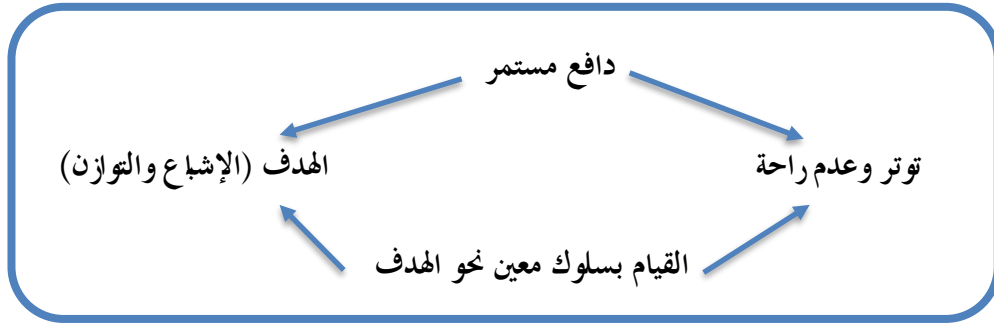 دافع مستمر
توتر وعدم راحة
الهدف (الإشباع والتوازن)
القيام بسلوك معين نحو الهدف